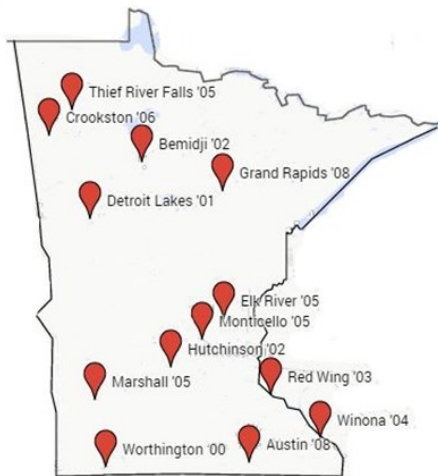 Thief River Falls '05
Crookston '06
Bemidji '02
Grand Rapids '08
Detroit Lakes '01
Elk River '05
Monticello '05
Hutchinson '02
Red Wing '03
Marshall '05
Winona '04
Austin '08
Worthington '00